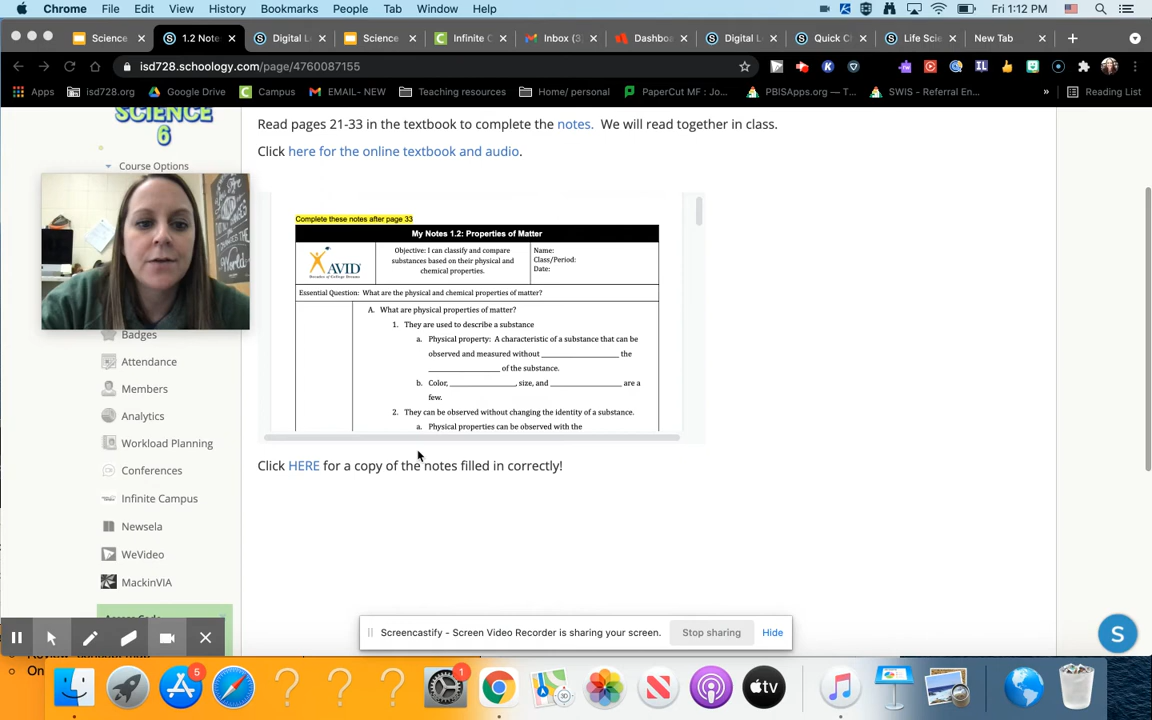 Chrome File Edit View History Bookmarks People Tab Window Help Fri 1:12 PM
Science 1.2 Note Digital L Science Infinite C Inbox (3, Dashbo Digital L Quick C Life Scie New Tab
isd728.schoology.com/page/4760087155
Apps isd728.org Google Drive Campus EMAIL- NEW Teaching resources Home/ personal PaperCut MF : Jo... PBISApps.org — T... SWIS - Referral En... » Reading List
SCIENCE
6
Course Options
Badges
Attendance
Members
Analytics
Workload Planning
Conferences
Infinite Campus
Newsela
WeVideo
MackinVIA
Read pages 21-33 in the textbook to complete the notes. We will read together in class.
Click here for the online textbook and audio.
Complete these notes after page 33
My Notes 1.2: Properties of Matter
AVID
Objective: I can classify and compare
substances based on their physical and
chemical properties.
Name:
Class/Period:
Date:
Essential Question: What are the physical and chemical properties of matter?
A. What are physical properties of matter?
1. They are used to describe a substance
a. Physical property: A characteristic of a substance that can be
observed and measured without ________________ the
________________ of the substance.
b. Color, ______________, size, and ________________ are a
few.
2. They can be observed without changing the identity of a substance.
a. Physical properties can be observed with the
Click HERE for a copy of the notes filled in correctly!
Screencastify - Screen Video Recorder is sharing your screen. Stop sharing Hide
S
On
5
1
tv